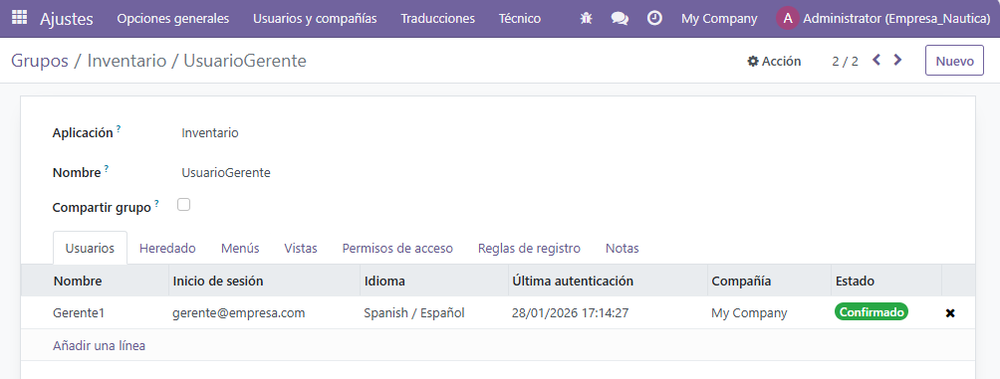 Ajustes Opciones generales Usuarios y compañías Traducciones Técnico My Company A Administrator (Empresa_Nautica)
Grupos / Inventario / UsuarioGerente Acción 2 / 2 Nuevo
Aplicación ? Inventario
Nombre ? UsuarioGerente
Compartir grupo ?
Usuarios Heredado Menús Vistas Permisos de acceso Reglas de registro Notas
Nombre Inicio de sesión Idioma Última autenticación Compañía Estado
Gerente1 gerente@empresa.com Spanish / Español 28/01/2026 17:14:27 My Company Confirmado
Añadir una línea